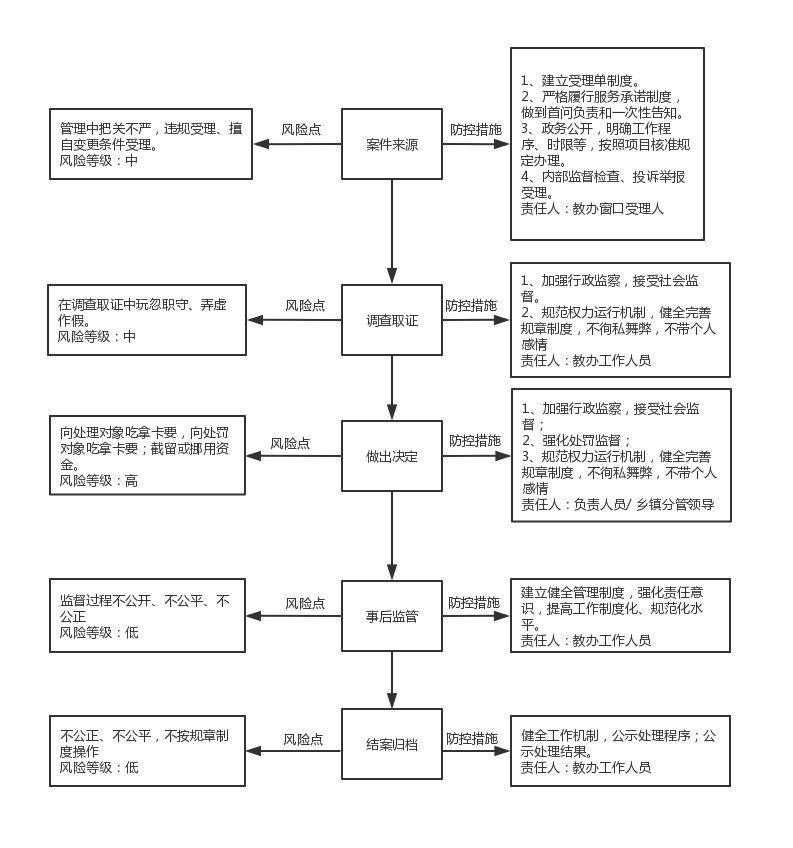 管理中把关不严，违规受理、擅
自变更条件受理。
风险等级：中
风险点
案件来源
防控措施
1、建立受理单制度。
2、严格履行服务承诺制度，
做到首问负责和一次性告知。
3、政务公开，明确工作程
序、时限等，按照项目核准规
定办理。
4、内部监督检查、投诉举报
受理。
责任人：教办窗口受理人
在调查取证中玩忽职守、弄虚
作假。
风险等级：中
风险点
调查取证
防控措施
1、加强行政监察，接受社会监
督。
2、规范权力运行机制，健全完善
规章制度，不徇私舞弊，不带个人
感情
责任人：教办工作人员
向处理对象吃拿卡要，向处罚
对象吃拿卡要；截留或挪用资
金。
风险等级：高
风险点
做出决定
防控措施
1、加强行政监察，接受社会监
督；
2、强化处罚监督；
3、规范权力运行机制，健全完善
规章制度，不徇私舞弊，不带个人
感情
责任人：负责人员/ 乡镇分管领导
监督过程不公开、不公平、不
公正
风险等级：低
风险点
事后监管
防控措施
建立健全管理制度，强化责任意
识，提高工作制度化、规范化水
平。
责任人：教办工作人员
不公正、不公平，不按规章制
度操作
风险等级：低
风险点
结案归档
防控措施
健全工作机制，公示处理程序；公
示处理结果。
责任人：教办工作人员